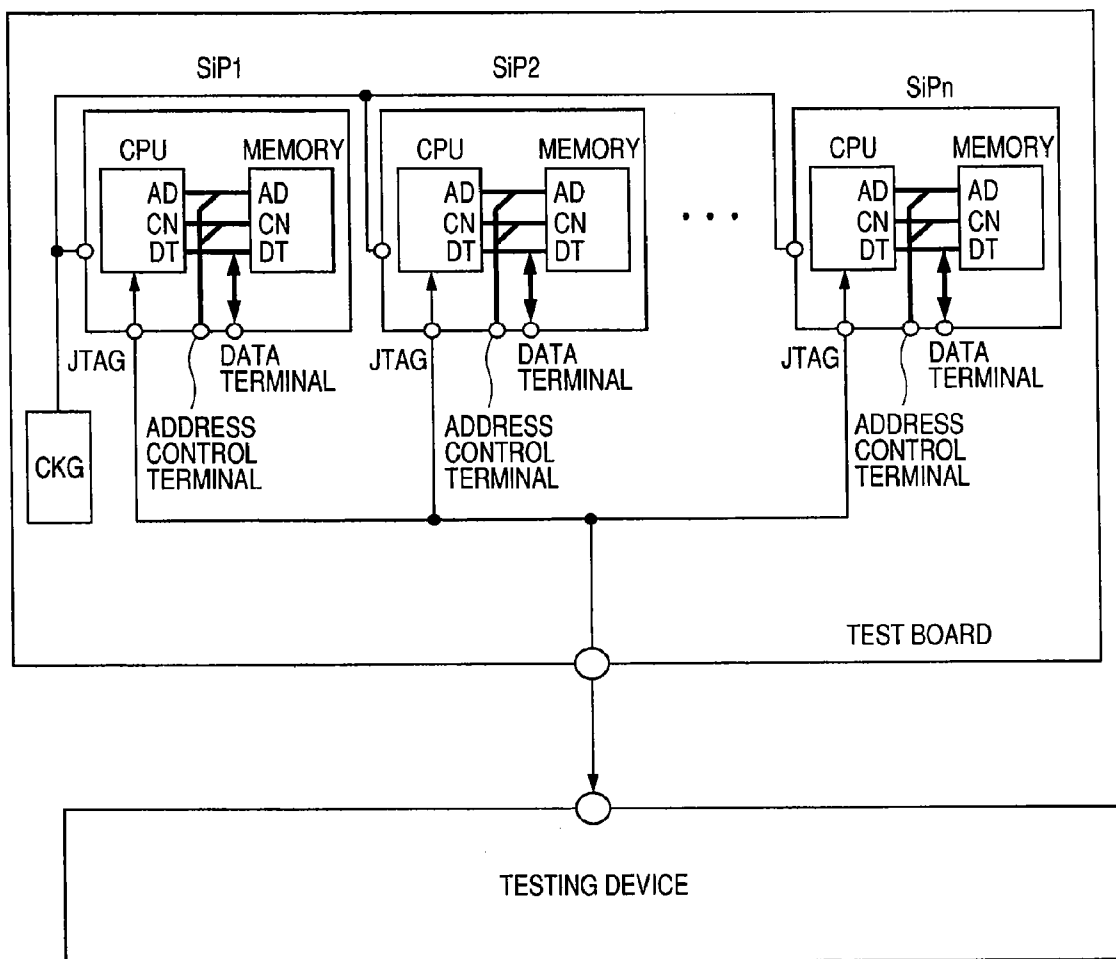 SiP1
SiP2
SiPn
CPU
MEMORY
AD
AD
CN
CN
DT
DT
CPU
MEMORY
AD
AD
CN
CN
DT
DT
CPU
MEMORY
AD
AD
CN
CN
DT
DT
JTAG
DATA
TERMINAL
ADDRESS
CONTROL
TERMINAL
JTAG
DATA
TERMINAL
ADDRESS
CONTROL
TERMINAL
JTAG
DATA
TERMINAL
ADDRESS
CONTROL
TERMINAL
CKG
TEST BOARD
TESTING DEVICE